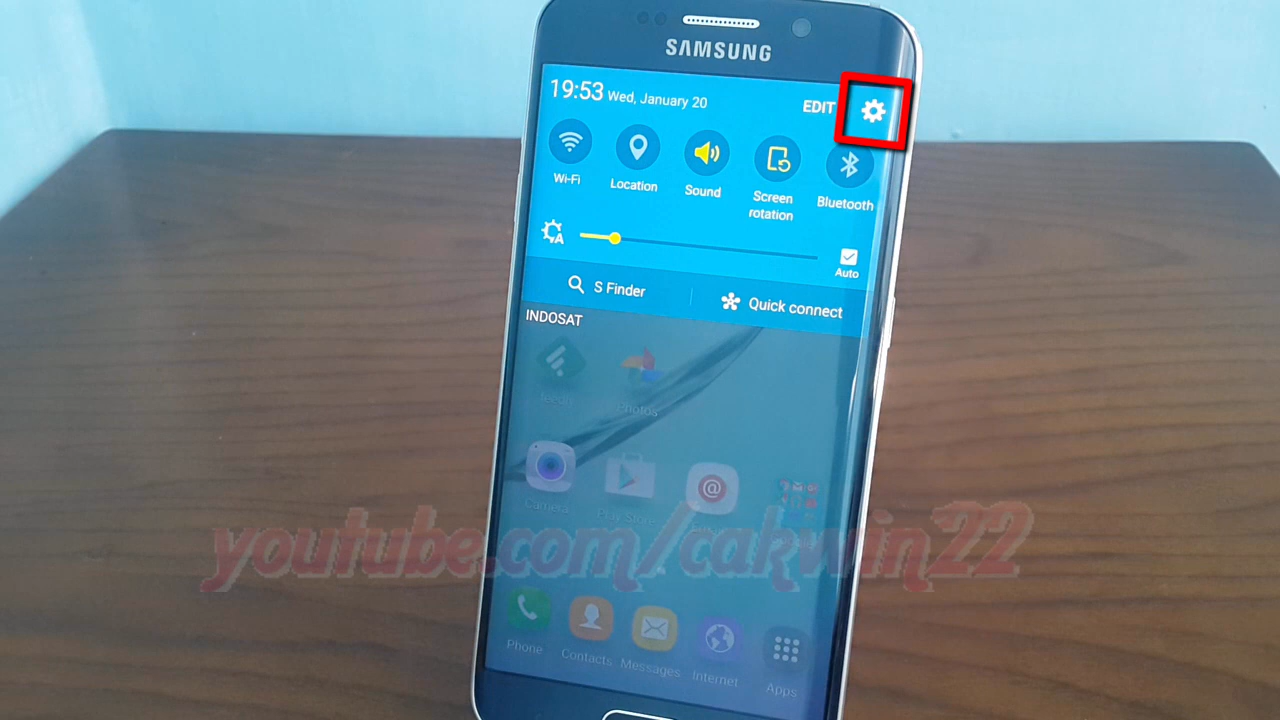 SAMSUNG
19:53 Wed, January 20 EDIT
Wi-Fi Location Sound Screen rotation Bluetooth
Auto
S Finder Quick connect
INDOSAT
Photos
Camera Play Store
youtube.com/cakwin22
Phone Contacts Messages Internet Apps